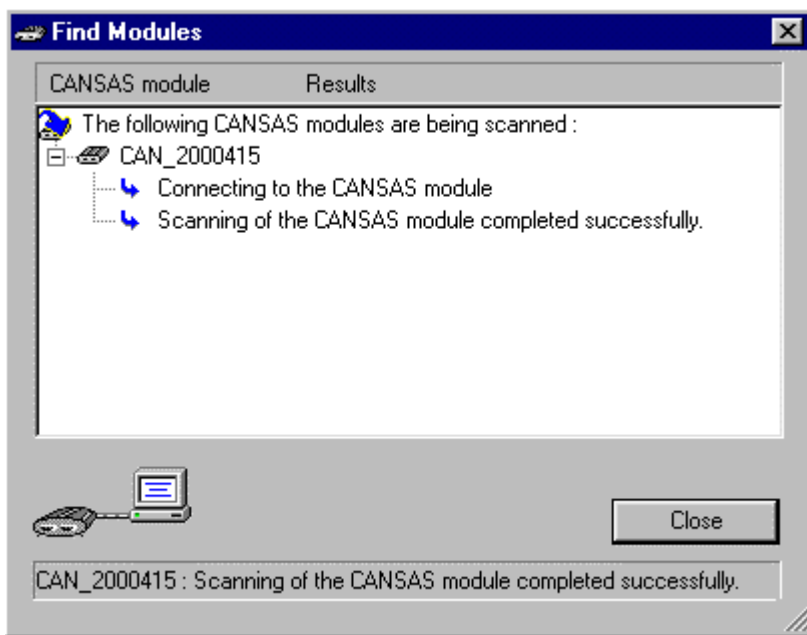 Find Modules
CANSAS module Results
The following CANSAS modules are being scanned :
CAN_2000415
Connecting to the CANSAS module
Scanning of the CANSAS module completed successfully.
Close
CAN_2000415 : Scanning of the CANSAS module completed successfully.